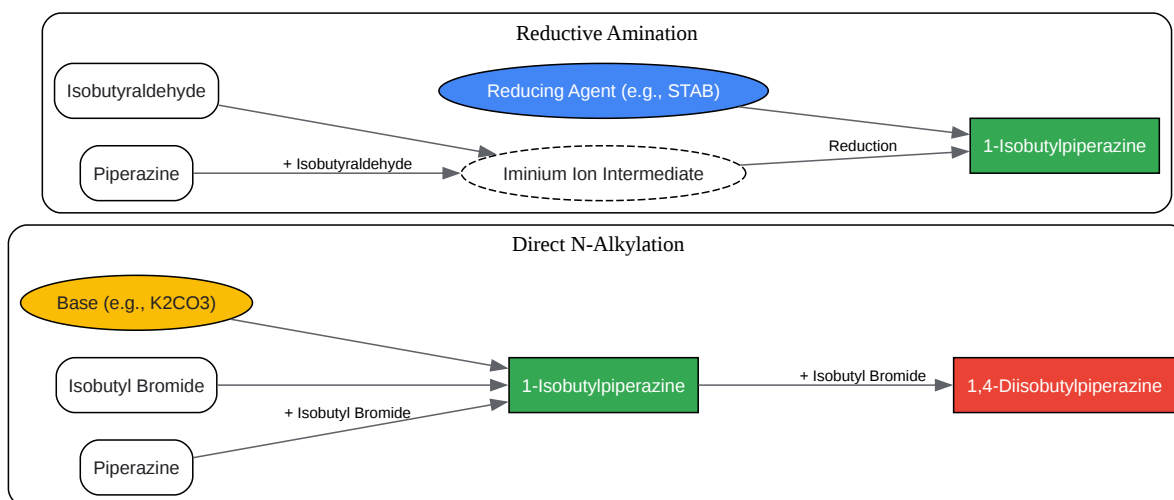 Reductive Amination
Isobutyraldehyde
Reducing Agent (e.g., STAB)
1-Isobutylpiperazine
Piperazine
+ Isobutyraldehyde
Iminium Ion Intermediate
Reduction
Direct N-Alkylation
Base (e.g., K2CO3)
Isobutyl Bromide
+ Isobutyl Bromide
1-Isobutylpiperazine
+ Isobutyl Bromide
1,4-Diisobutylpiperazine
Piperazine